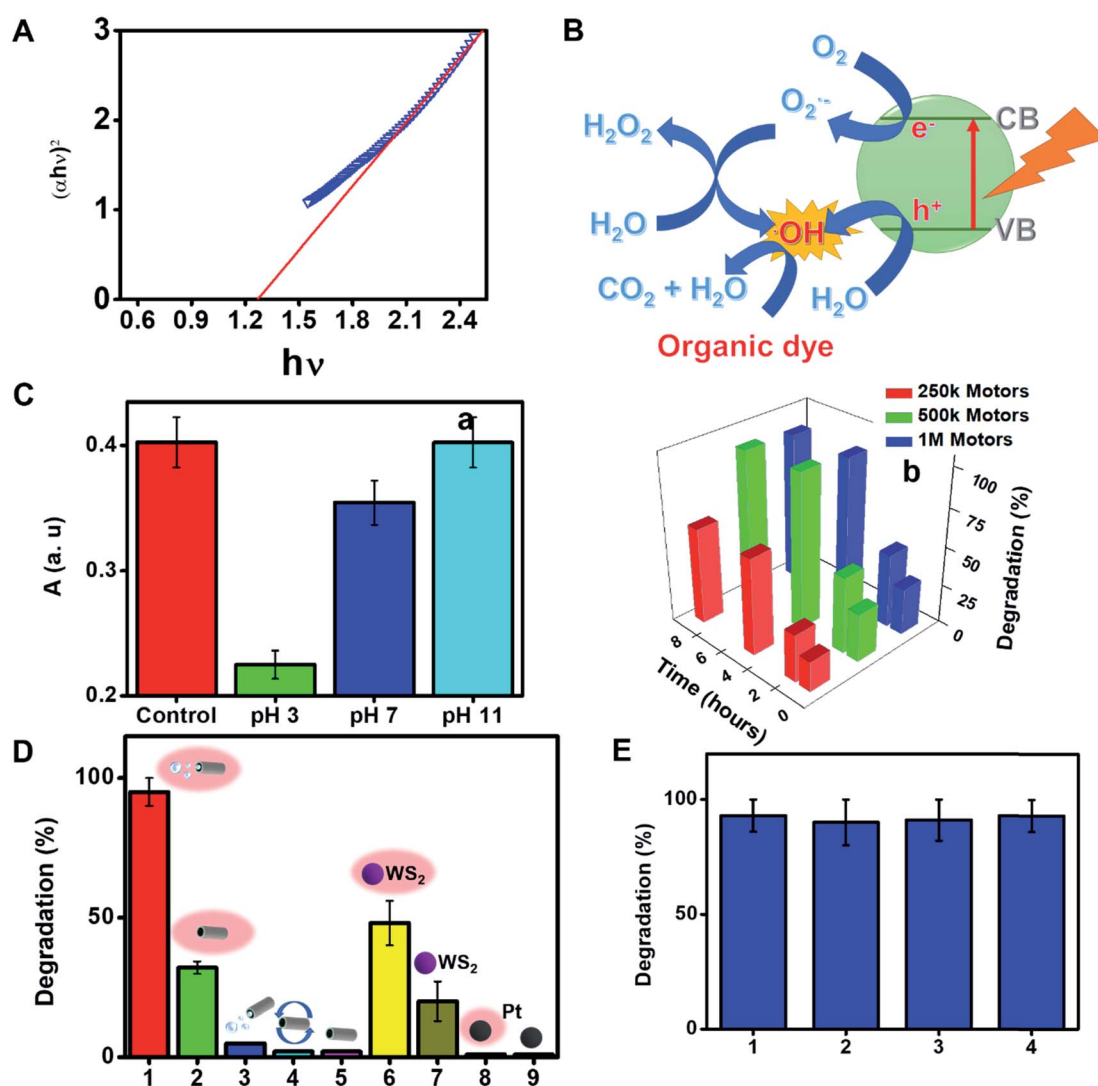 A
3
2
1
0
(αhν)²
0.6 0.9 1.2 1.5 1.8 2.1 2.4
hν
B
O₂
O₂˙⁻
H₂O₂
H₂O
e⁻
CB
h⁺
VB
·OH
CO₂ + H₂O
H₂O
Organic dye
C
a
0.4
0.3
0.2
A (a. u)
Control pH 3 pH 7 pH 11
250k Motors
500k Motors
1M Motors
b
100
75
50
25
0
Degradation (%)
8 6 4 2 0
Time (hours)
D
100
50
0
Degradation (%)
WS₂
WS₂
Pt
1 2 3 4 5 6 7 8 9
E
100
50
0
Degradation (%)
1 2 3 4